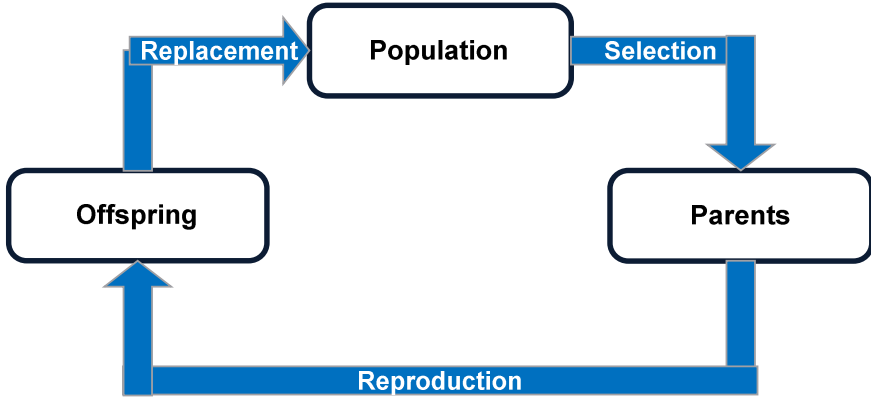 Replacement
Population
Selection
Offspring
Parents
Reproduction